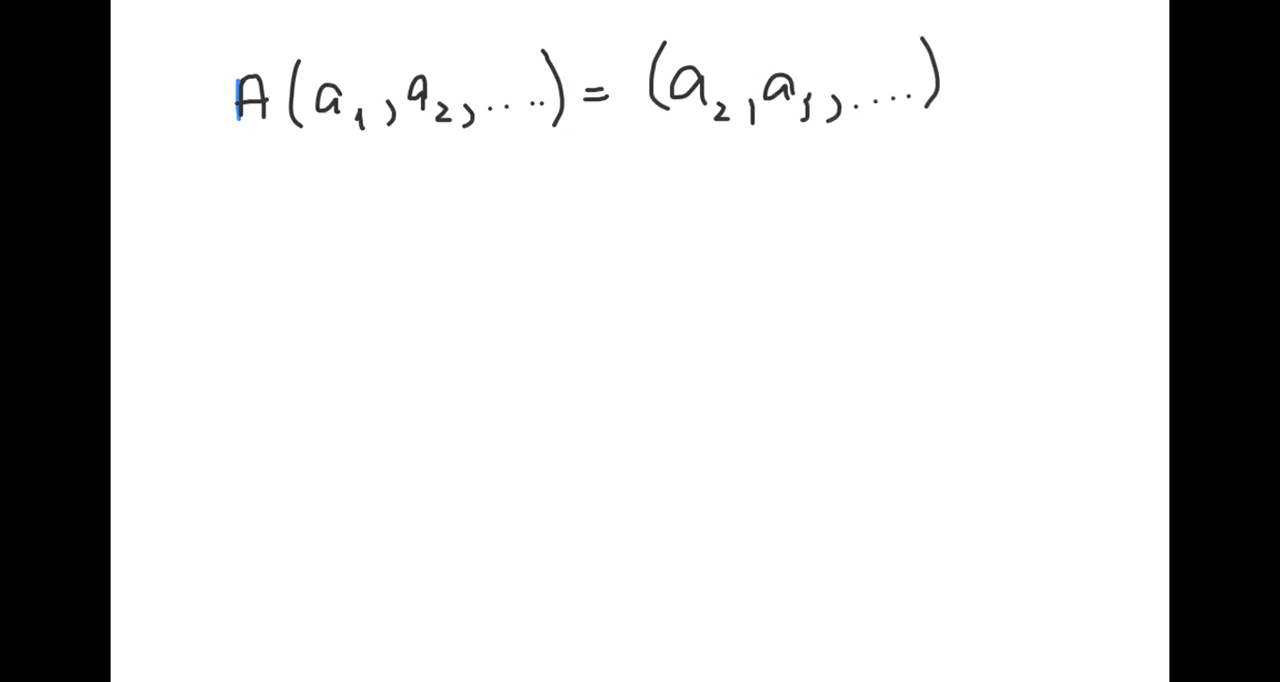 A(a₁, a₂, .....) = (a₂, a₃, ....)